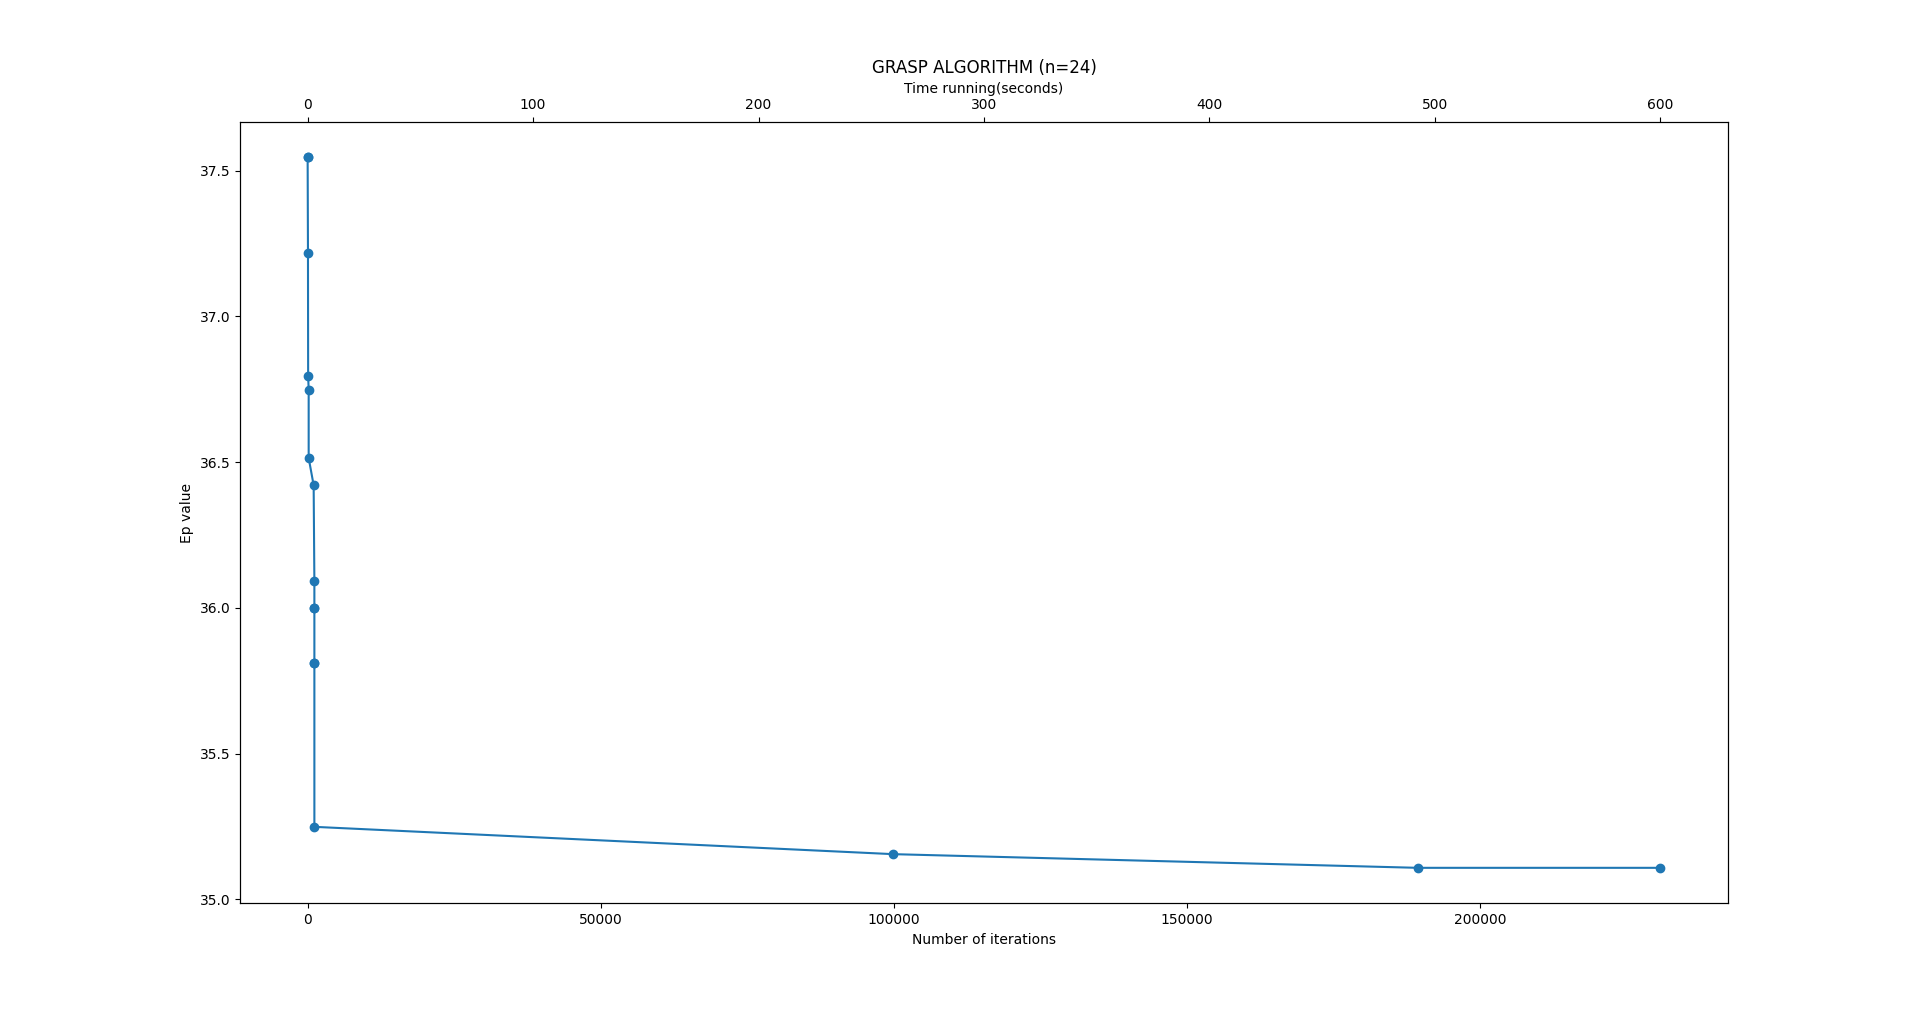 GRASP ALGORITHM (n=24)
Time running(seconds)
0 100 200 300 400 500 600
37.5
37.0
36.5
36.0
35.5
35.0
Ep value
0 50000 100000 150000 200000
Number of iterations